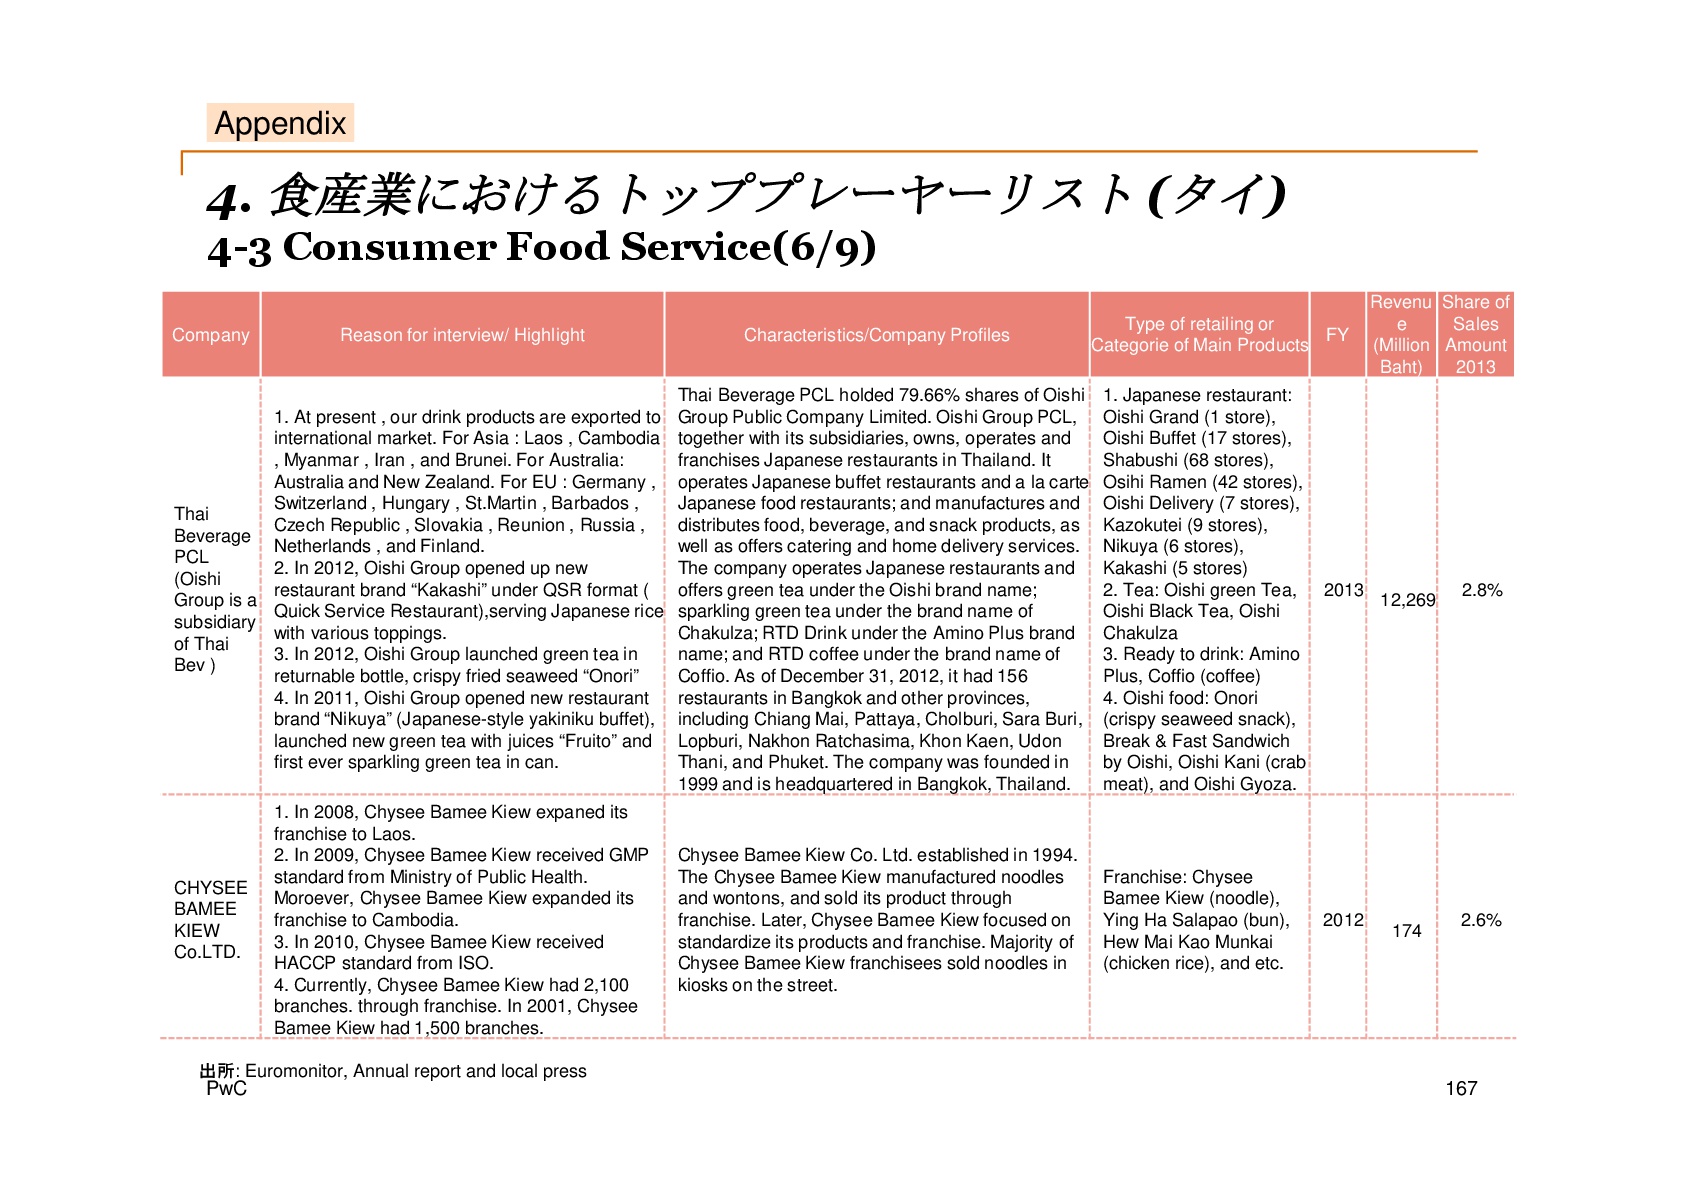 Appendix
4. 食産業におけるトッププレーヤーリスト(タイ)
4-3 Consumer Food Service(6/9)
Company
Reason for interview/ Highlight
Characteristics/Company Profiles
Type of retailing or
Categorie of Main Products
FY
Revenu
e
(Million
Baht)
Share of
Sales
Amount
2013
Thai
Beverage
PCL
(Oishi
Group is a
subsidiary
of Thai
Bev )
1. At present , our drink products are exported to
international market. For Asia : Laos , Cambodia
, Myanmar , Iran , and Brunei. For Australia:
Australia and New Zealand. For EU : Germany ,
Switzerland , Hungary , St.Martin , Barbados ,
Czech Republic , Slovakia , Reunion , Russia ,
Netherlands , and Finland.
2. In 2012, Oishi Group opened up new
restaurant brand “Kakashi” under QSR format (
Quick Service Restaurant),serving Japanese rice
with various toppings.
3. In 2012, Oishi Group launched green tea in
returnable bottle, crispy fried seaweed “Onori”
4. In 2011, Oishi Group opened new restaurant
brand “Nikuya” (Japanese-style yakiniku buffet),
launched new green tea with juices “Fruito” and
first ever sparkling green tea in can.
Thai Beverage PCL holded 79.66% shares of Oishi
Group Public Company Limited. Oishi Group PCL,
together with its subsidiaries, owns, operates and
franchises Japanese restaurants in Thailand. It
operates Japanese buffet restaurants and a la carte
Japanese food restaurants; and manufactures and
distributes food, beverage, and snack products, as
well as offers catering and home delivery services.
The company operates Japanese restaurants and
offers green tea under the Oishi brand name;
sparkling green tea under the brand name of
Chakulza; RTD Drink under the Amino Plus brand
name; and RTD coffee under the brand name of
Coffio. As of December 31, 2012, it had 156
restaurants in Bangkok and other provinces,
including Chiang Mai, Pattaya, Cholburi, Sara Buri,
Lopburi, Nakhon Ratchasima, Khon Kaen, Udon
Thani, and Phuket. The company was founded in
1999 and is headquartered in Bangkok, Thailand.
1. Japanese restaurant:
Oishi Grand (1 store),
Oishi Buffet (17 stores),
Shabushi (68 stores),
Osihi Ramen (42 stores),
Oishi Delivery (7 stores),
Kazokutei (9 stores),
Nikuya (6 stores),
Kakashi (5 stores)
2. Tea: Oishi green Tea,
Oishi Black Tea, Oishi
Chakulza
3. Ready to drink: Amino
Plus, Coffio (coffee)
4. Oishi food: Onori
(crispy seaweed snack),
Break & Fast Sandwich
by Oishi, Oishi Kani (crab
meat), and Oishi Gyoza.
2013
12,269
2.8%
CHYSEE
BAMEE
KIEW
Co.LTD.
1. In 2008, Chysee Bamee Kiew expaned its
franchise to Laos.
2. In 2009, Chysee Bamee Kiew received GMP
standard from Ministry of Public Health.
Moroever, Chysee Bamee Kiew expanded its
franchise to Cambodia.
3. In 2010, Chysee Bamee Kiew received
HACCP standard from ISO.
4. Currently, Chysee Bamee Kiew had 2,100
branches. through franchise. In 2001, Chysee
Bamee Kiew had 1,500 branches.
Chysee Bamee Kiew Co. Ltd. established in 1994.
The Chysee Bamee Kiew manufactured noodles
and wontons, and sold its product through
franchise. Later, Chysee Bamee Kiew focused on
standardize its products and franchise. Majority of
Chysee Bamee Kiew franchisees sold noodles in
kiosks on the street.
Franchise: Chysee
Bamee Kiew (noodle),
Ying Ha Salapao (bun),
Hew Mai Kao Munkai
(chicken rice), and etc.
2012
174
2.6%
出所: Euromonitor, Annual report and local press
PwC
167